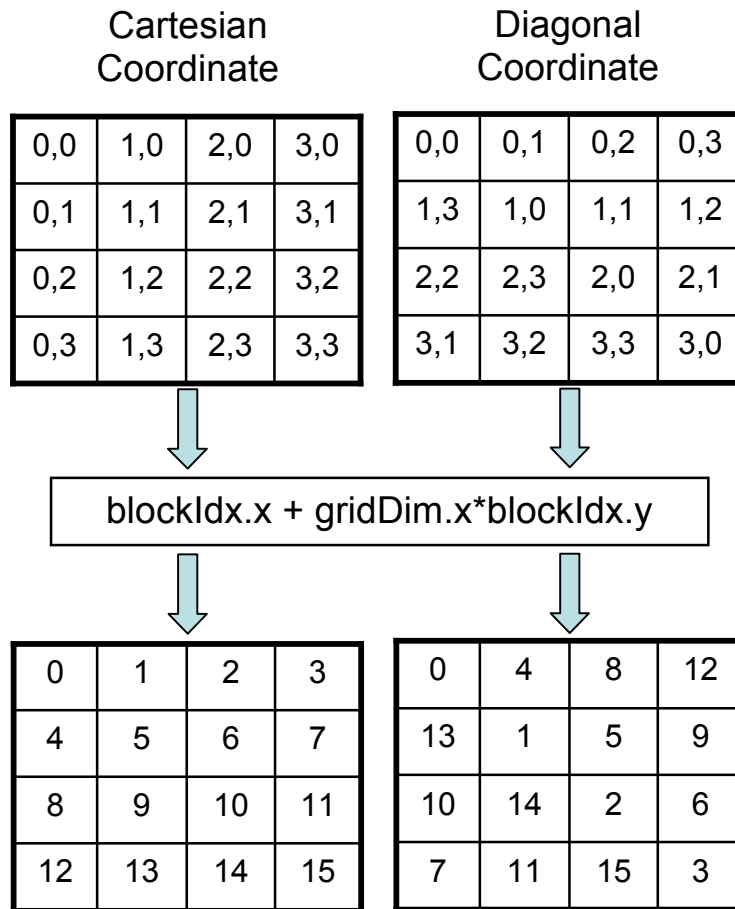 Cartesian Coordinate
Diagonal Coordinate
0,0 1,0 2,0 3,0
0,1 1,1 2,1 3,1
0,2 1,2 2,2 3,2
0,3 1,3 2,3 3,3
0,0 0,1 0,2 0,3
1,3 1,0 1,1 1,2
2,2 2,3 2,0 2,1
3,1 3,2 3,3 3,0
blockIdx.x + gridDim.x*blockIdx.y
0 1 2 3
4 5 6 7
8 9 10 11
12 13 14 15
0 4 8 12
13 1 5 9
10 14 2 6
7 11 15 3